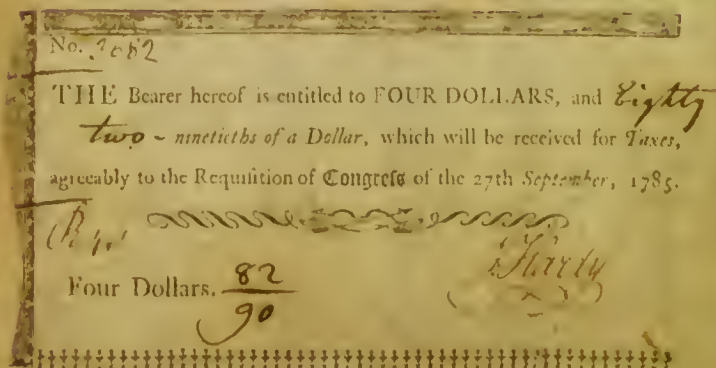 No.
THE Bearer hereof is entitled to FOUR DOLLARS, and Eighty
two - ninetieths of a Dollar, which will be received for Taxes,
agreeably to the Requiſition of Congreſs of the 27th September, 1785.
Four Dollars. 82
90